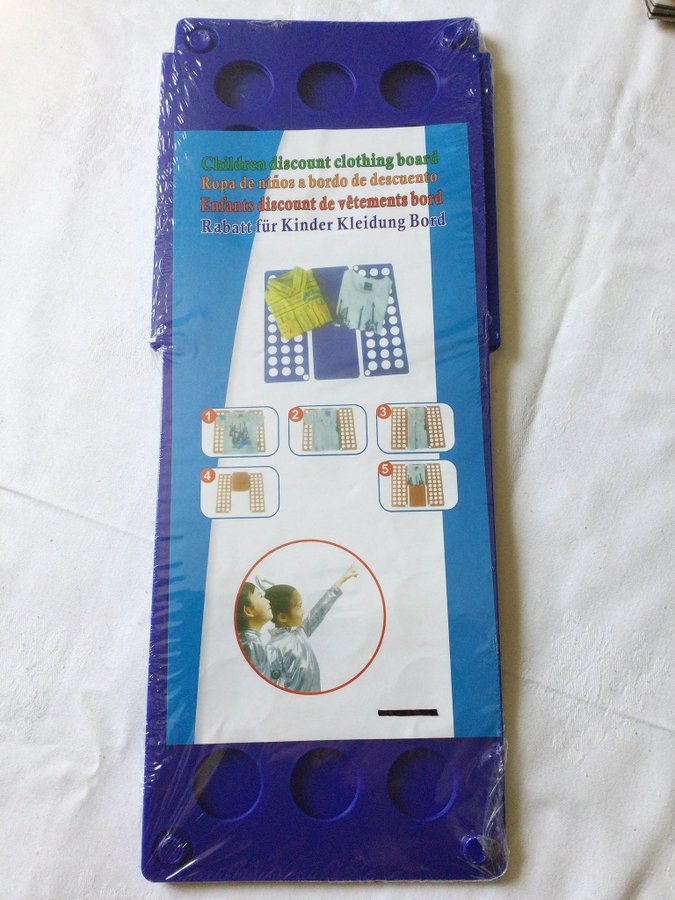 Children discount clothing board
Ropa de niños a bordo de descuento
Enfants discount de vêtements bord
Rabatt für Kinder Kleidung Bord
1
2
3
4
5